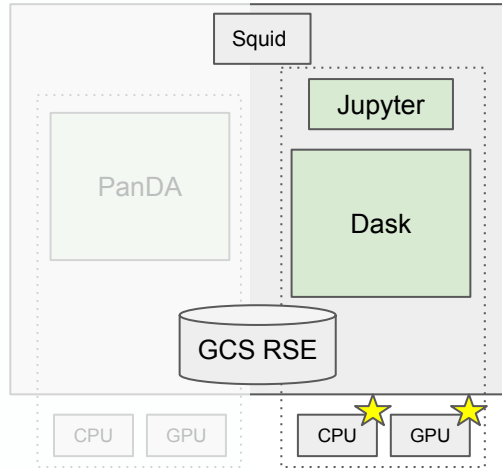 Squid
Jupyter
PanDA
Dask
GCS RSE
CPU
GPU
CPU
GPU